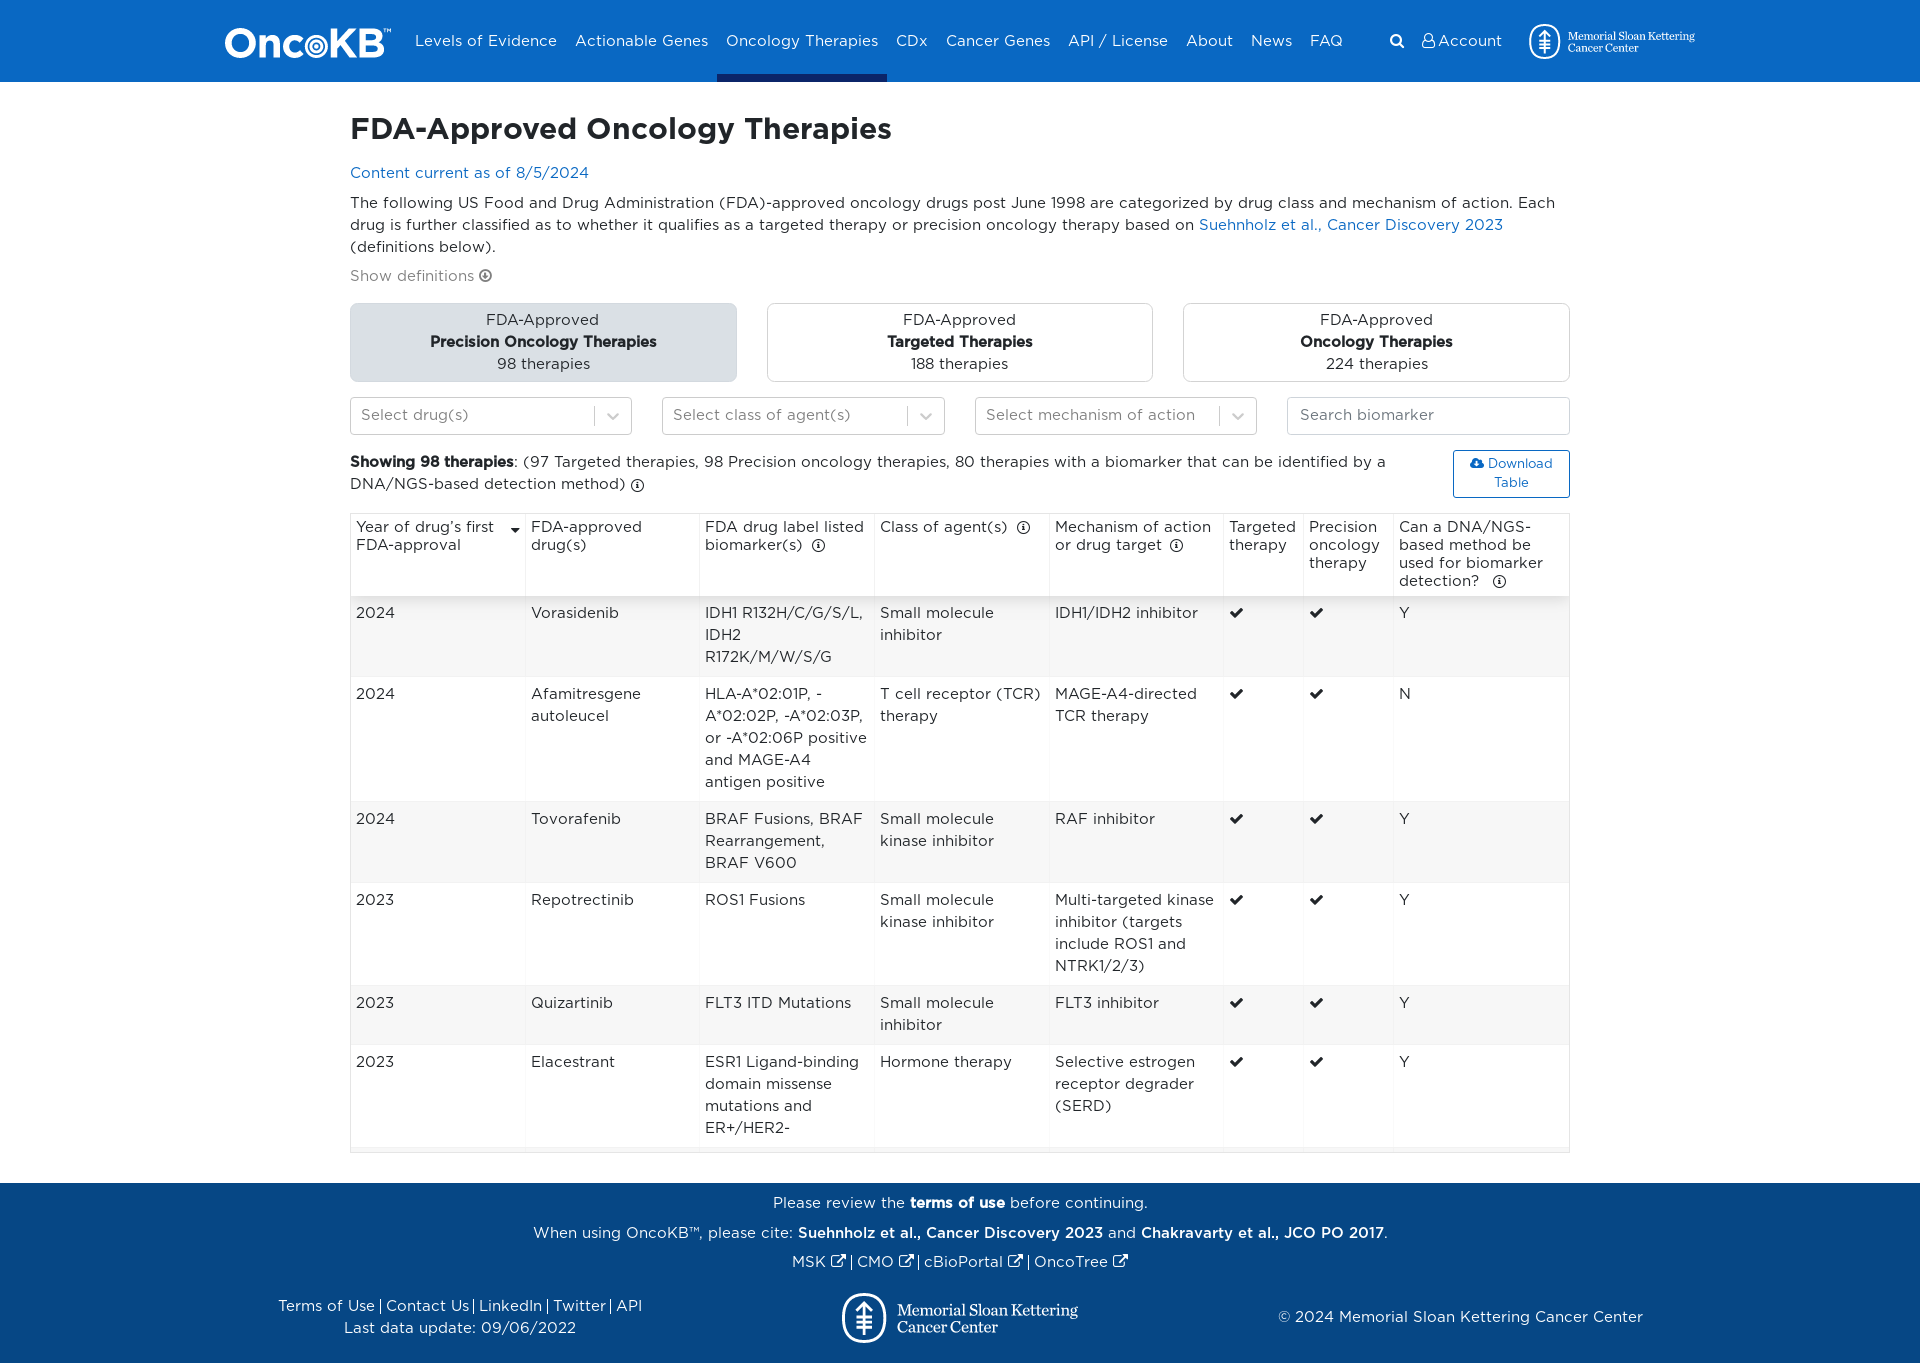 OncoKB™
Levels of Evidence
Actionable Genes
Oncology Therapies
CDx
Cancer Genes
API / License
About
News
FAQ
Account
Memorial Sloan Kettering
Cancer Center
FDA-Approved Oncology Therapies
Content current as of 8/5/2024
The following US Food and Drug Administration (FDA)-approved oncology drugs post June 1998 are categorized by drug class and mechanism of action. Each
drug is further classified as to whether it qualifies as a targeted therapy or precision oncology therapy based on Suehnholz et al., Cancer Discovery 2023
(definitions below).
Show definitions
FDA-Approved
Precision Oncology Therapies
98 therapies
FDA-Approved
Targeted Therapies
188 therapies
FDA-Approved
Oncology Therapies
224 therapies
Select drug(s)
Select class of agent(s)
Select mechanism of action
Search biomarker
Showing 98 therapies: (97 Targeted therapies, 98 Precision oncology therapies, 80 therapies with a biomarker that can be identified by a
DNA/NGS-based detection method)
Download
Table
Year of drug's first
FDA-approval
FDA-approved
drug(s)
FDA drug label listed
biomarker(s)
Class of agent(s)
Mechanism of action
or drug target
Targeted
therapy
Precision
oncology
therapy
Can a DNA/NGS-
based method be
used for biomarker
detection?
2024
Vorasidenib
IDH1 R132H/C/G/S/L,
IDH2
R172K/M/W/S/G
Small molecule
inhibitor
IDH1/IDH2 inhibitor
✔
✔
Y
2024
Afamitresgene
autoleucel
HLA-A*02:01P, -
A*02:02P, -A*02:03P,
or -A*02:06P positive
and MAGE-A4
antigen positive
T cell receptor (TCR)
therapy
MAGE-A4-directed
TCR therapy
✔
✔
N
2024
Tovorafenib
BRAF Fusions, BRAF
Rearrangement,
BRAF V600
Small molecule
kinase inhibitor
RAF inhibitor
✔
✔
Y
2023
Repotrectinib
ROS1 Fusions
Small molecule
kinase inhibitor
Multi-targeted kinase
inhibitor (targets
include ROS1 and
NTRK1/2/3)
✔
✔
Y
2023
Quizartinib
FLT3 ITD Mutations
Small molecule
inhibitor
FLT3 inhibitor
✔
✔
Y
2023
Elacestrant
ESR1 Ligand-binding
domain missense
mutations and
ER+/HER2-
Hormone therapy
Selective estrogen
receptor degrader
(SERD)
✔
✔
Y
Please review the terms of use before continuing.
When using OncoKB™, please cite: Suehnholz et al., Cancer Discovery 2023 and Chakravarty et al., JCO PO 2017.
MSK | CMO | cBioPortal | OncoTree
Terms of Use | Contact Us | LinkedIn | Twitter | API
Last data update: 09/06/2022
Memorial Sloan Kettering
Cancer Center
© 2024 Memorial Sloan Kettering Cancer Center